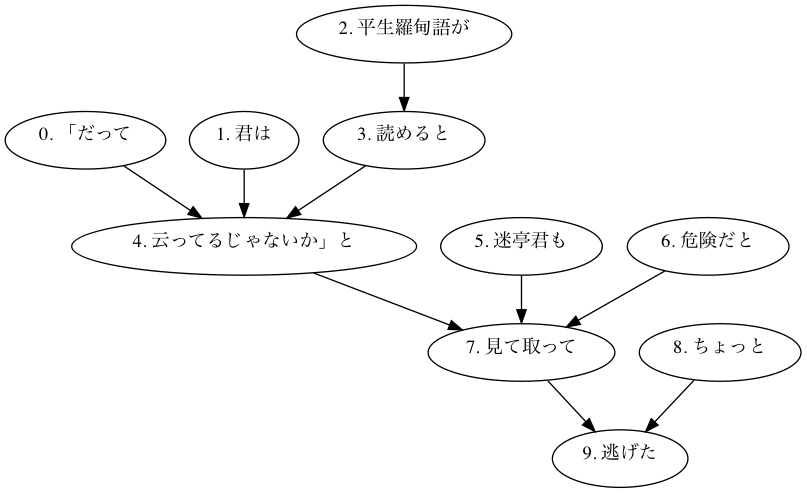 2. 平生羅甸語が
0. 「だって
1. 君は
3. 読めると
4. 云ってるじゃないか」と
5. 迷亭君も
6. 危険だと
7. 見て取って
8. ちょっと
9. 逃げた